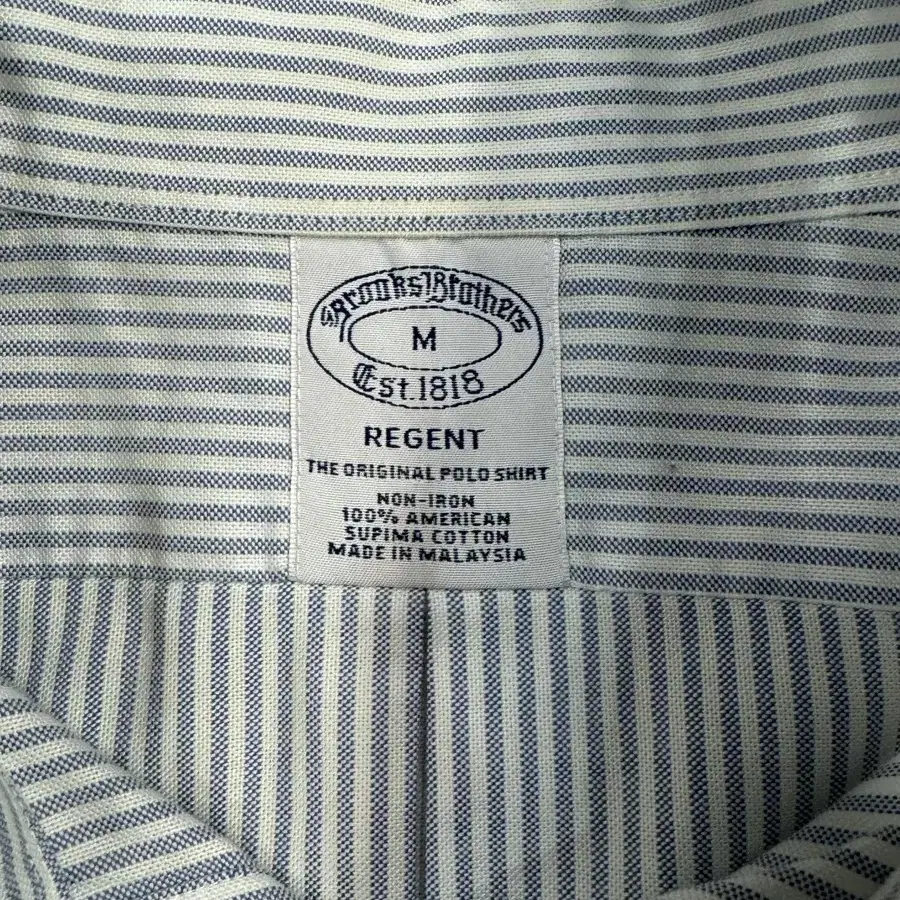 Brooks Brothers
M
Est. 1818
REGENT
THE ORIGINAL POLO SHIRT
NON-IRON
100% AMERICAN
SUPIMA COTTON
MADE IN MALAYSIA